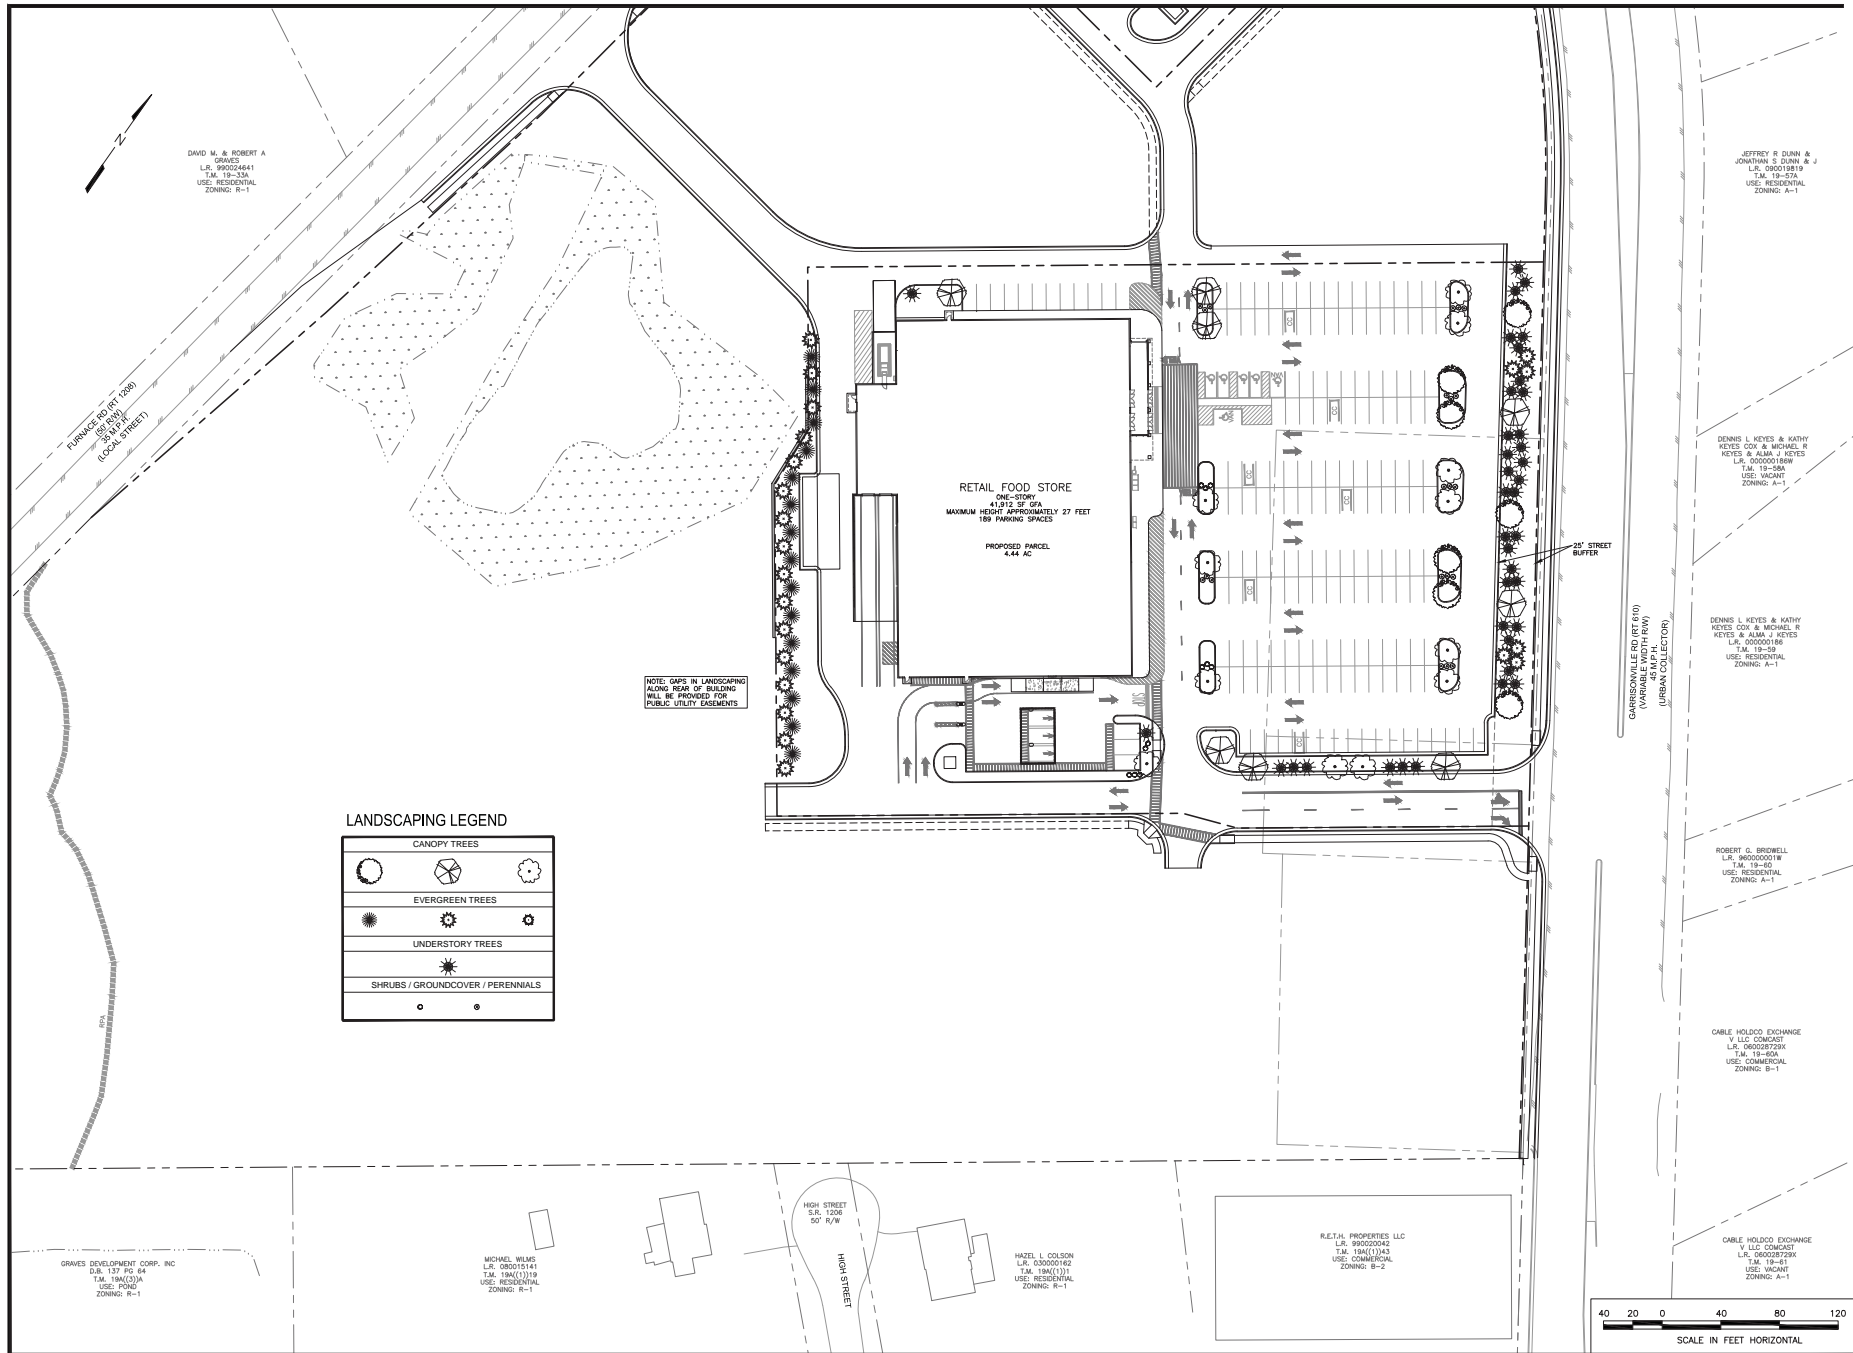 N
DAVID M. & ROBERT A
GRAVES
L.R. 990024641
T.M. 19-33A
USE: RESIDENTIAL
ZONING: R-1
JEFFREY R DUNN &
JONATHAN S DUNN & J
L.R. 090019819
T.M. 19-57A
USE: RESIDENTIAL
ZONING: A-1
FURNACE RD (RT 1208)
(50' R/W)
35 M.P.H.
(LOCAL STREET)
CC
CC
CC
CC
CC
CC
RETAIL FOOD STORE
ONE-STORY
41,912 SF GFA
MAXIMUM HEIGHT APPROXIMATELY 27 FEET
189 PARKING SPACES
PROPOSED PARCEL
4.44 AC
DENNIS L KEYES & KATHY
KEYES COX & MICHAEL R
KEYES & ALMA J KEYES
L.R. 000000186W
T.M. 19-58A
USE: VACANT
ZONING: A-1
25' STREET
BUFFER
DENNIS L KEYES & KATHY
KEYES COX & MICHAEL R
KEYES & ALMA J KEYES
L.R. 000000186
T.M. 19-59
USE: RESIDENTIAL
ZONING: A-1
GARRISONVILLE RD (RT 610)
(VARIABLE WIDTH R/W)
45 M.P.H.
(URBAN COLLECTOR)
NOTE: GAPS IN LANDSCAPING
ALONG REAR OF BUILDING
WILL BE PROVIDED FOR
PUBLIC UTILITY EASEMENTS
STOP
LANDSCAPING LEGEND
CANOPY TREES
EVERGREEN TREES
UNDERSTORY TREES
SHRUBS / GROUNDCOVER / PERENNIALS
ROBERT G. BRIDWELL
L.R. 960000001W
T.M. 19-60
USE: RESIDENTIAL
ZONING: A-1
RPA
CABLE HOLDCO EXCHANGE
V LLC COMCAST
L.R. 060028729X
T.M. 19-60A
USE: COMMERCIAL
ZONING: B-1
GRAVES DEVELOPMENT CORP. INC
D.B. 137 PG 64
T.M. 19A((3))A
USE: POND
ZONING: R-1
MICHAEL WILMS
L.R. 080015141
T.M. 19A((1))19
USE: RESIDENTIAL
ZONING: R-1
HIGH STREET
S.R. 1206
50' R/W
HIGH STREET
HAZEL L COLSON
L.R. 030000162
T.M. 19A((1))1
USE: RESIDENTIAL
ZONING: R-1
R.E.T.H. PROPERTIES LLC
L.R. 990020042
T.M. 19A((1))43
USE: COMMERCIAL
ZONING: B-2
CABLE HOLDCO EXCHANGE
V LLC COMCAST
L.R. 060028729X
T.M. 19-61
USE: VACANT
ZONING: A-1
40 20 0 40 80 120
SCALE IN FEET HORIZONTAL